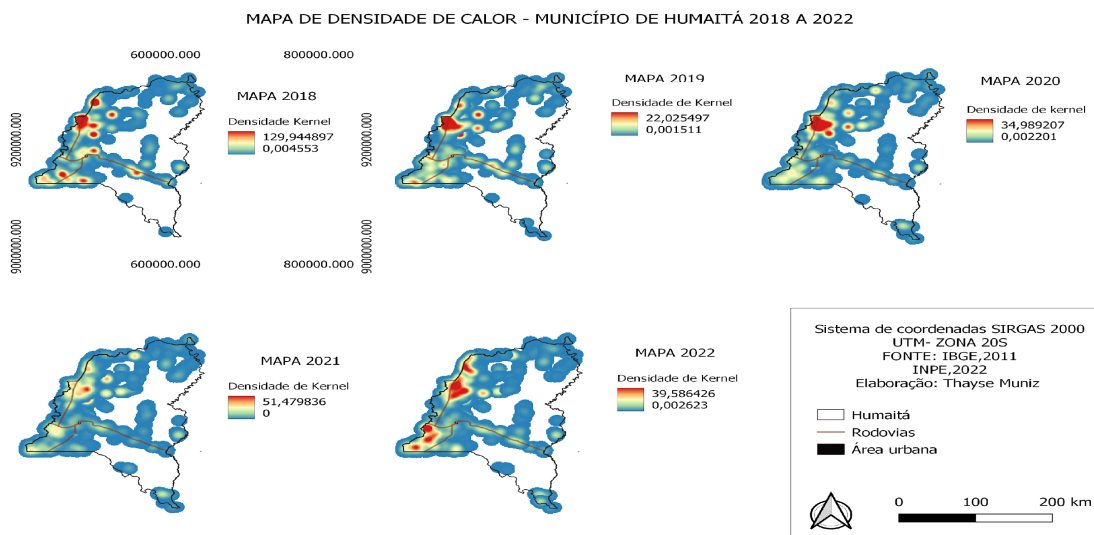 MAPA DE DENSIDADE DE CALOR - MUNICÍPIO DE HUMAITÁ 2018 A 2022
600000.000
800000.000
9200000.000
9000000.000
600000.000
800000.000
MAPA 2018
Densidade Kernel
129,944897
0,004553
9200000.000
9000000.000
MAPA 2019
Densidade de Kernel
22,025497
0,001511
MAPA 2020
Densidade de kernel
34,989207
0,002201
MAPA 2021
Densidade de Kernel
51,479836
0
MAPA 2022
Densidade de Kernel
39,586426
0,002623
Sistema de coordenadas SIRGAS 2000
UTM- ZONA 20S
FONTE: IBGE,2011
INPE,2022
Elaboração: Thayse Muniz
Humaitá
Rodovias
Área urbana
0 100 200 km